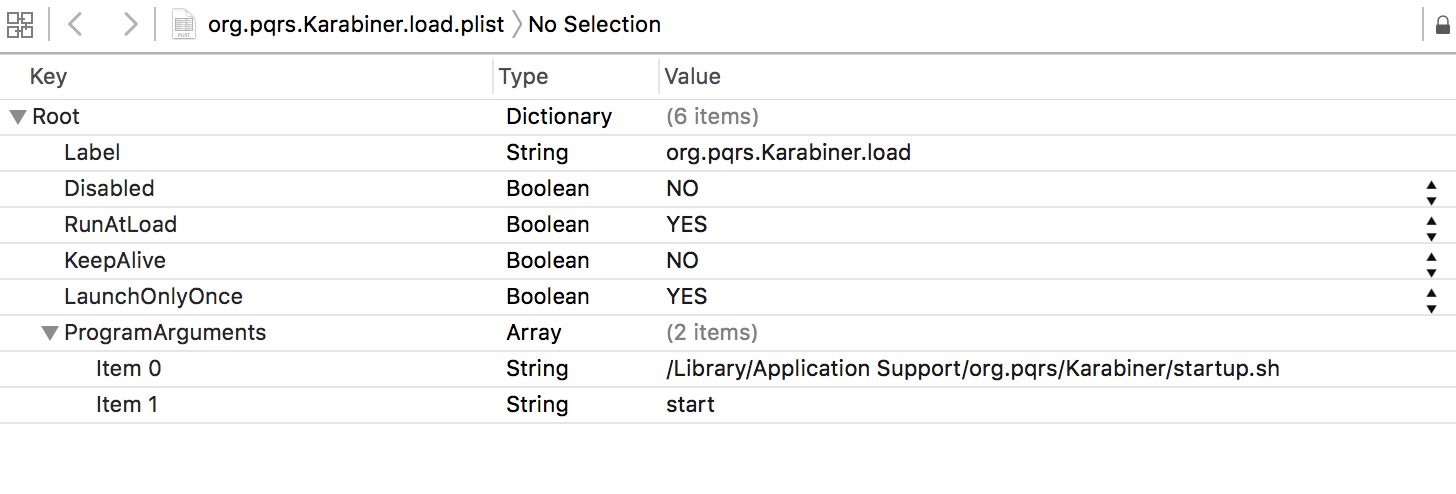 org.pqrs.Karabiner.load.plist No Selection
Key Type Value
Root Dictionary (6 items)
Label String org.pqrs.Karabiner.load
Disabled Boolean NO
RunAtLoad Boolean YES
KeepAlive Boolean NO
LaunchOnlyOnce Boolean YES
ProgramArguments Array (2 items)
Item 0 String /Library/Application Support/org.pqrs/Karabiner/startup.sh
Item 1 String start